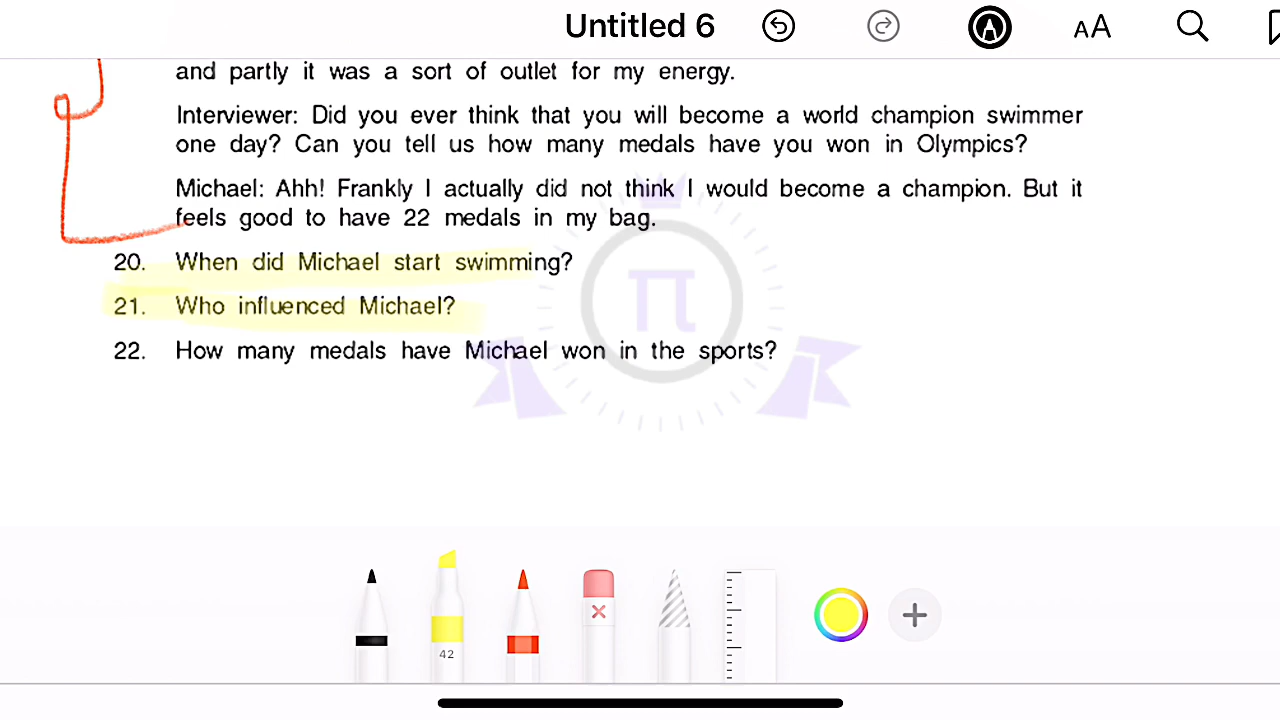 Untitled 6
AA
and partly it was a sort of outlet for my energy.
Interviewer: Did you ever think that you will become a world champion swimmer
one day? Can you tell us how many medals have you won in Olympics?
Michael: Ahh! Frankly I actually did not think I would become a champion. But it
feels good to have 22 medals in my bag.
20. When did Michael start swimming?
21. Who influenced Michael?
22. How many medals have Michael won in the sports?
π
42